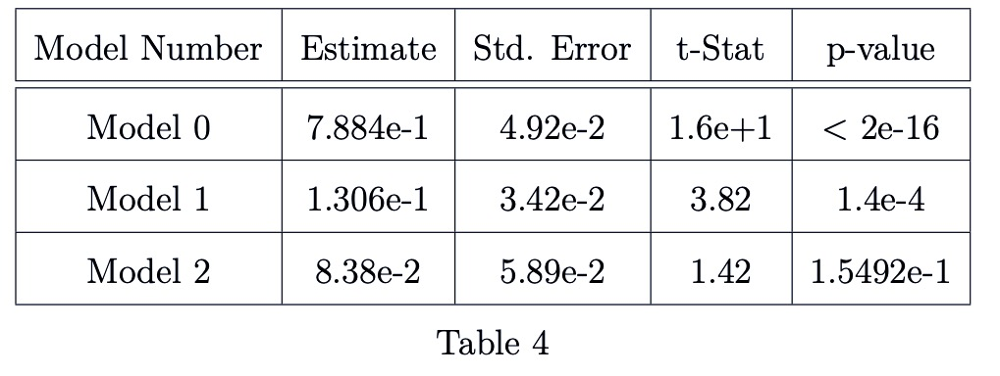 Model Number Estimate Std. Error t-Stat p-value
Model 0 7.884e-1 4.92e-2 1.6e+1 < 2e-16
Model 1 1.306e-1 3.42e-2 3.82 1.4e-4
Model 2 8.38e-2 5.89e-2 1.42 1.5492e-1
Table 4